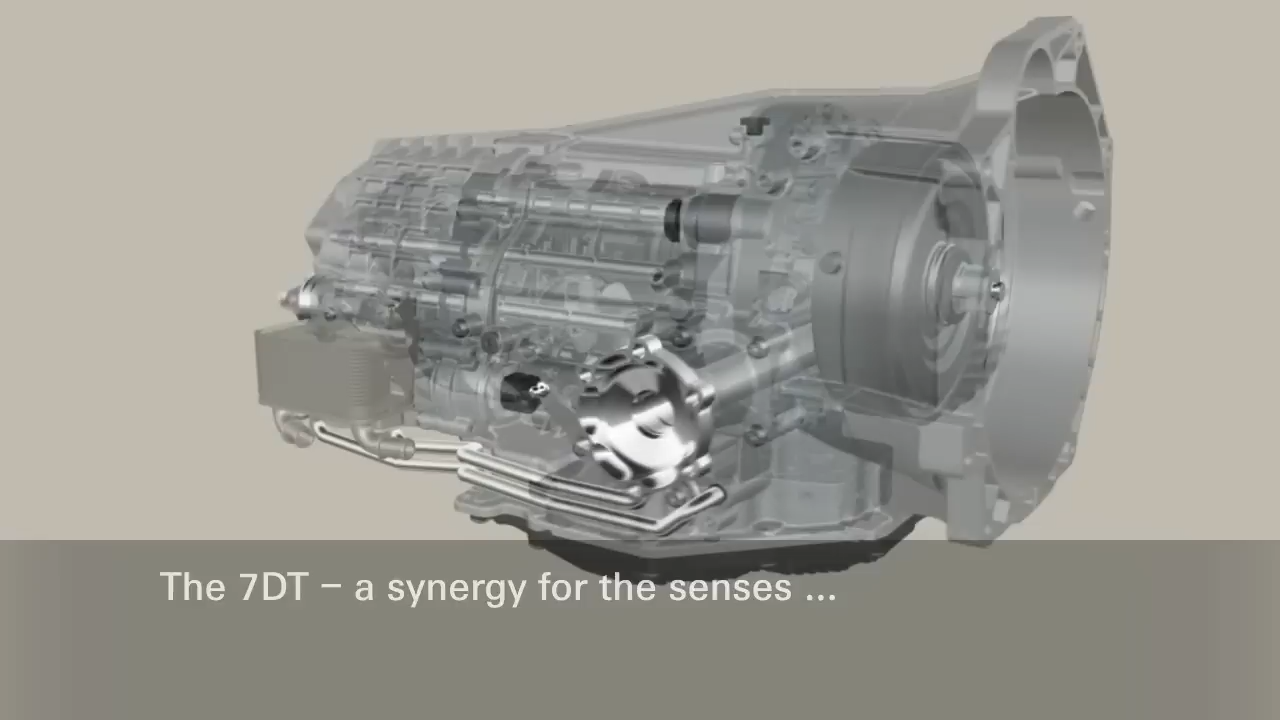 The 7DT – a synergy for the senses ...